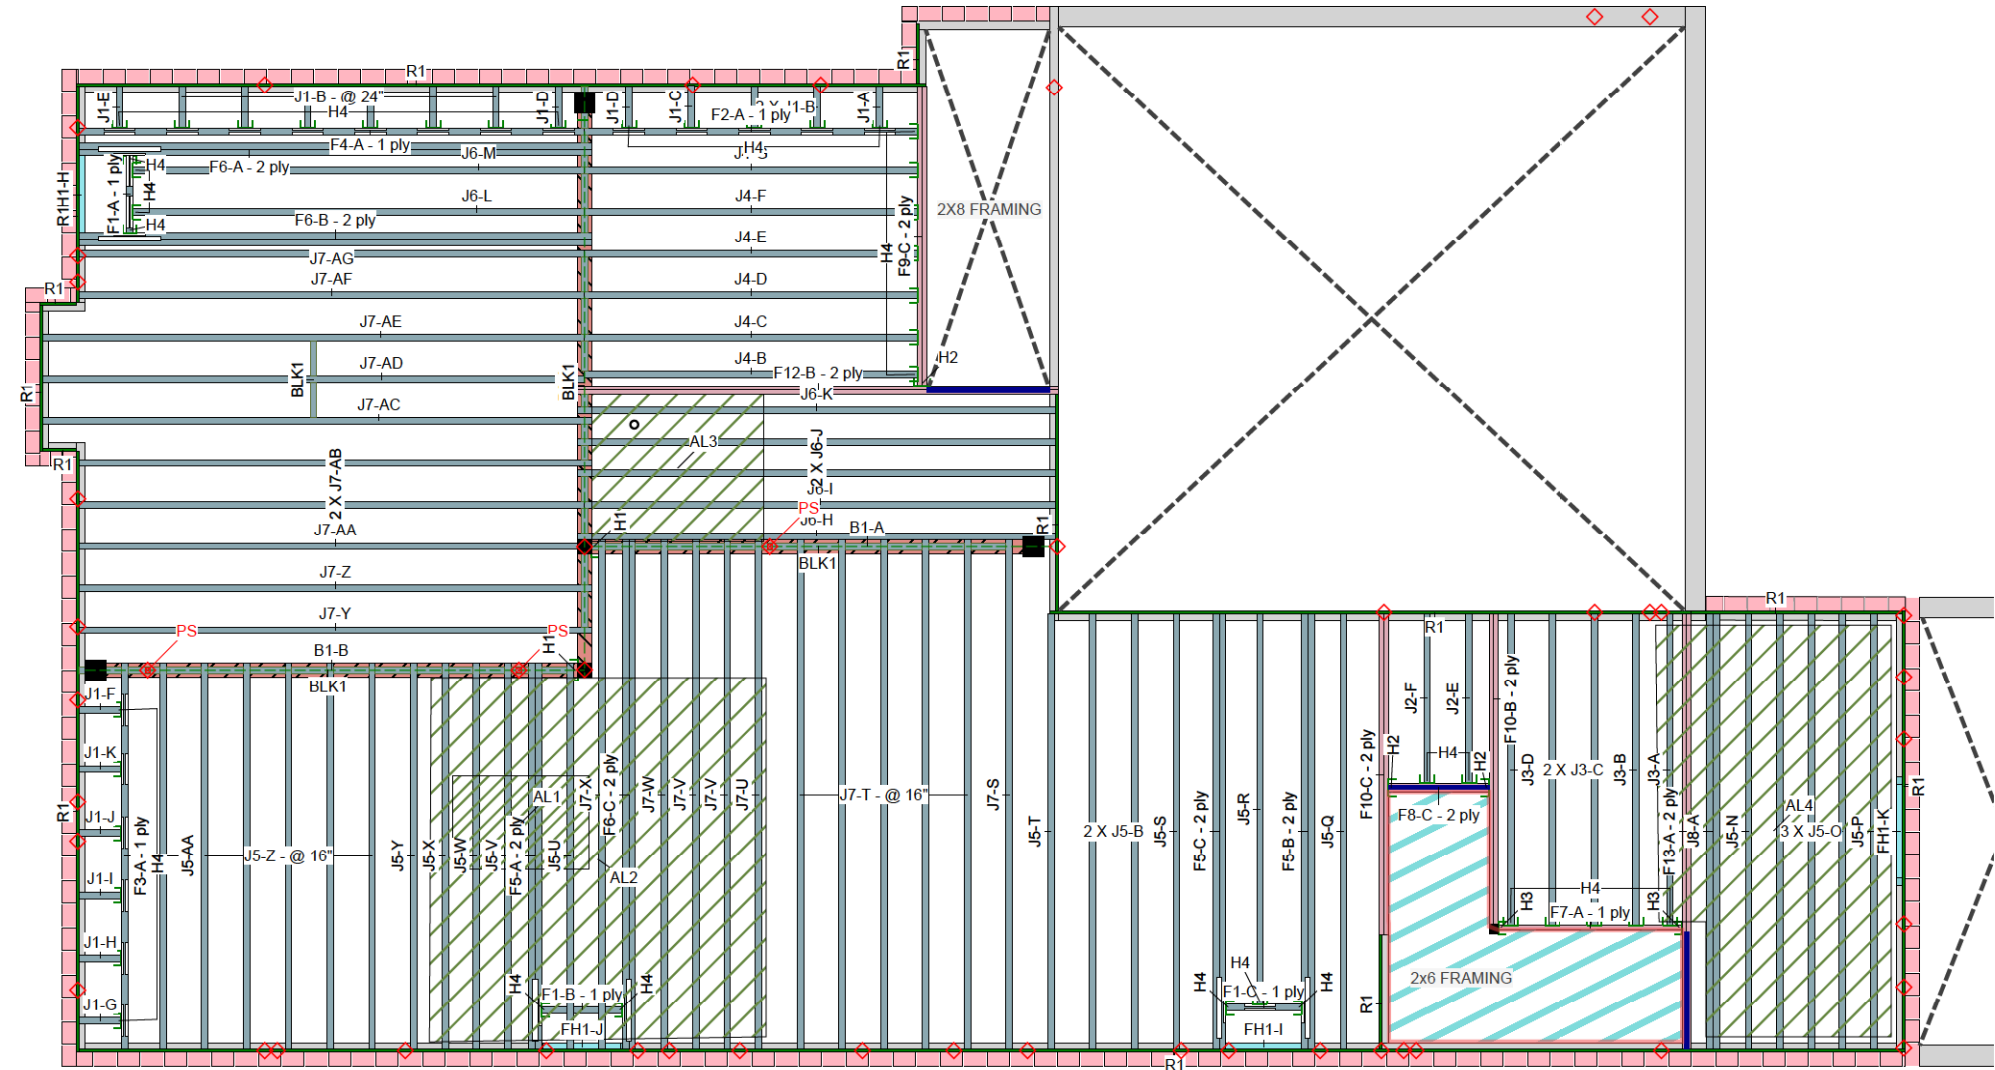 R1
R1
J1-E
J1-B - @ 24"
H4
J1-D
J1-D
J1-C
F2-A - 1 ply
J1-A
F4-A - 1 ply
J6-M
H4
F6-A - 2 ply
H4
H4
F1-A - 1 ply
R1
FH1-H
J6-L
J4-F
F6-B - 2 ply
H4
J4-E
J7-AG
H4
F9-C - 2 ply
2X8 FRAMING
J7-AF
J4-D
R1
J7-AE
J4-C
J7-AD
J4-B
H2
BLK1
BLK1
F12-B - 2 ply
R1
J7-AC
J6-K
AL3
2 X J6-J
R1
2 X J7-AB
J6-I
PS
J6-H
H1
B1-A
R1
J7-AA
BLK1
J7-Z
J7-Y
PS
PS
H1
B1-B
BLK1
R1
R1
J1-F
J1-K
J1-J
J1-I
J1-H
J1-G
R1
F3-A - 1 ply
H4
J5-AA
J5-Z - @ 16"
J5-Y
J5-X
J5-W
J5-V
F5-A - 2 ply
J5-U
AL1
AL2
J7-X
F6-C - 2 ply
J7-W
J7-V
J7-V
J7-U
J7-T - @ 16"
J7-S
H4
F1-B - 1 ply
H4
FH1-J
J5-T
2 X J5-B
J5-S
F5-C - 2 ply
J5-R
F5-B - 2 ply
J5-Q
H4
H4
F1-C - 1 ply
H4
FH1-I
F10-C - 2 ply
H2
J2-F
J2-E
H4
H2
F10-B - 2 ply
F8-C - 2 ply
J3-D
2 X J3-C
J3-B
J3-A
F13-A - 2 ply
H4
H3
F7-A - 1 ply
H3
2x6 FRAMING
R1
J8-A
J5-N
AL4
3 X J5-O
J5-P
FH1-K
R1
R1